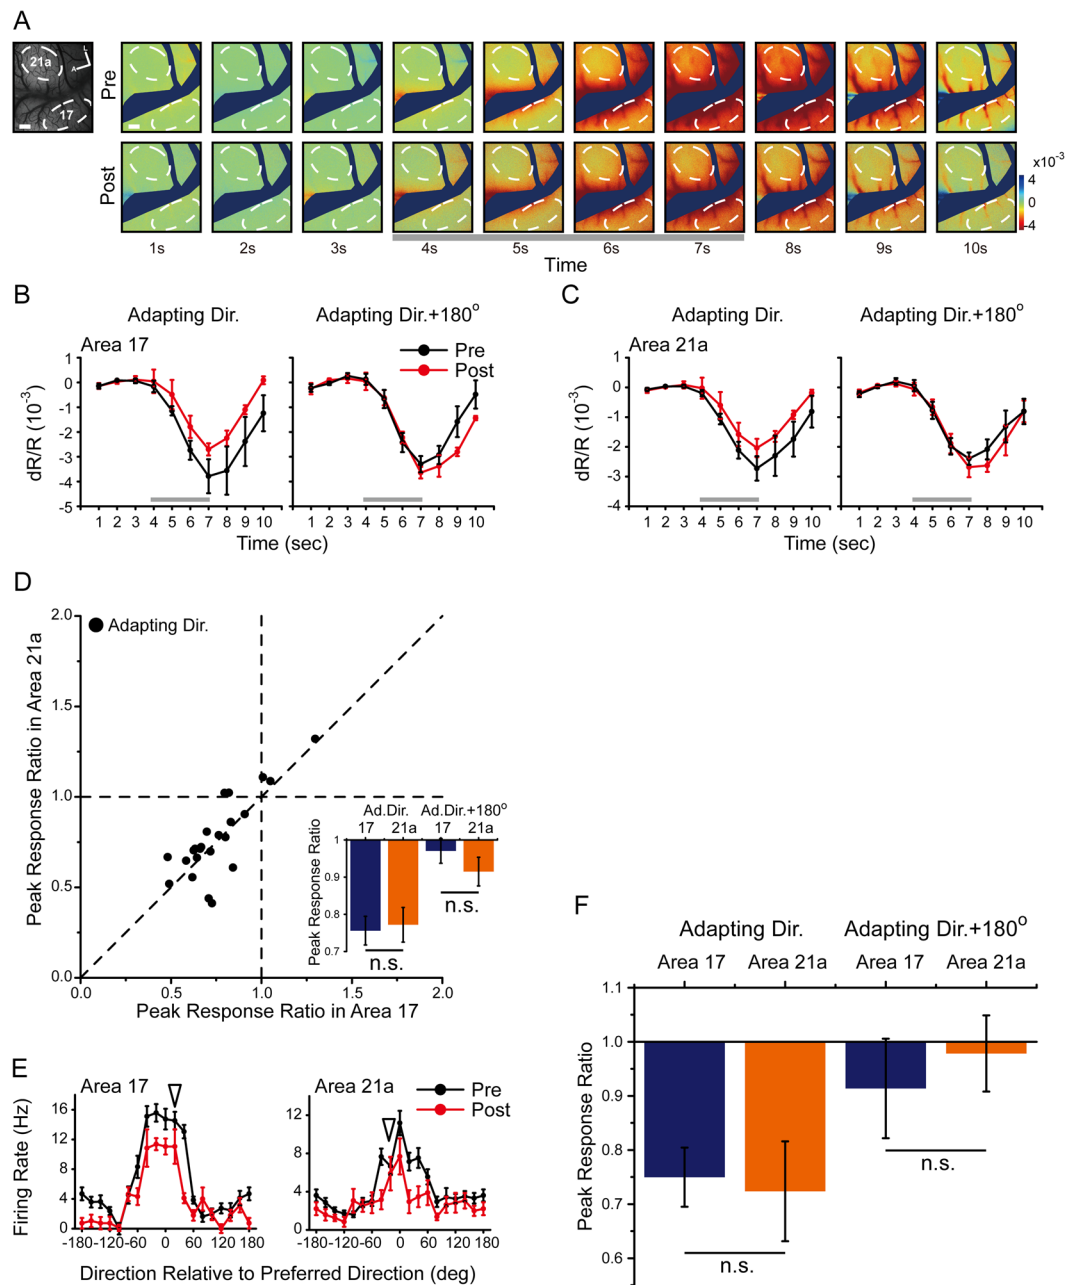 A
21a
17
L
A
Pre
Post
x10-3
4
0
-4
1s 2s 3s 4s 5s 6s 7s 8s 9s 10s
Time
B
Adapting Dir. Adapting Dir.+180o
Area 17
Pre
Post
dR/R (10-3)
1
0
-1
-2
-3
-4
-5
1 2 3 4 5 6 7 8 9 10 1 2 3 4 5 6 7 8 9 10
Time (sec)
C
Adapting Dir. Adapting Dir.+180o
Area 21a
dR/R (10-3)
1
0
-1
-2
-3
-4
1 2 3 4 5 6 7 8 9 10 1 2 3 4 5 6 7 8 9 10
Time (sec)
D
Adapting Dir.
Peak Response Ratio in Area 21a
2.0
1.5
1.0
0.5
0.0
0.5 1.0 1.5 2.0
Peak Response Ratio in Area 17
Ad.Dir. Ad.Dir.+180o
17 21a 17 21a
Peak Response Ratio
1
0.9
0.8
0.7
n.s.
n.s.
E
Area 17 Area 21a
Pre
Post
Firing Rate (Hz)
16
12
8
4
0
-180 -120 -60 0 60 120 180
12
8
4
0
-180 -120 -60 0 60 120 180
Direction Relative to Preferred Direction (deg)
F
Adapting Dir. Adapting Dir.+180o
Area 17 Area 21a Area 17 Area 21a
Peak Response Ratio
1.1
1.0
0.9
0.8
0.7
0.6
n.s.
n.s.